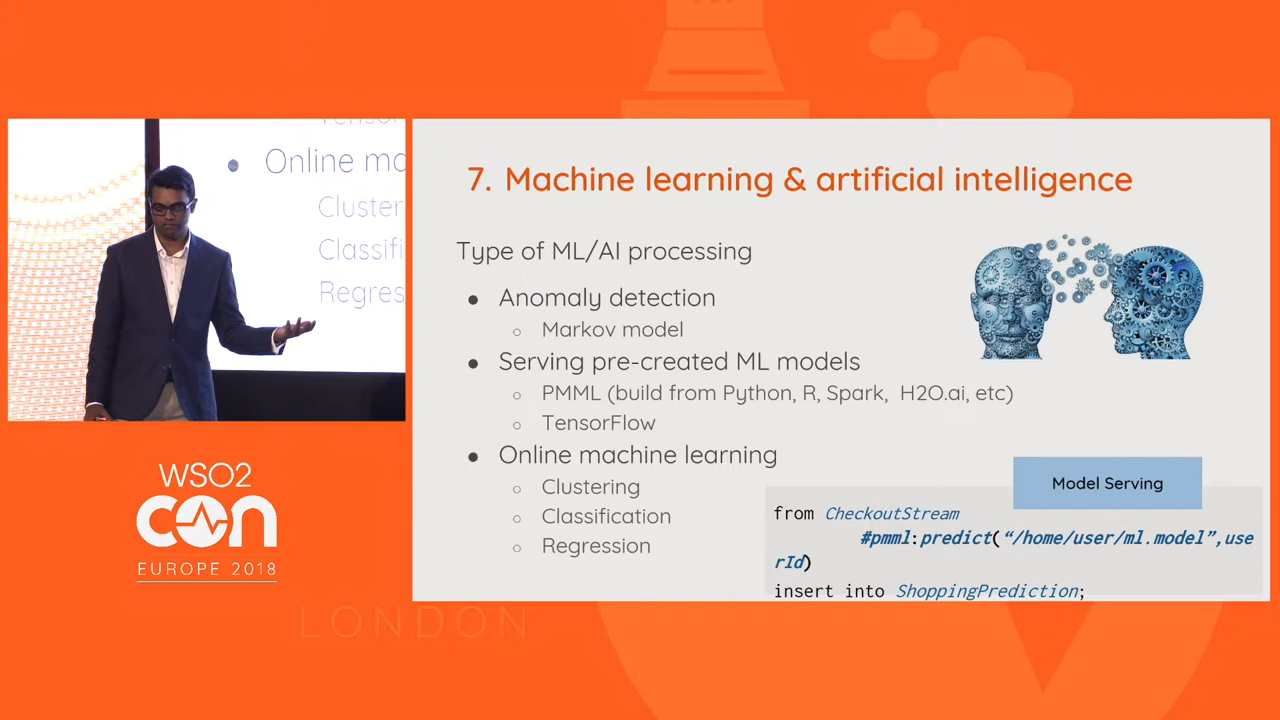 Online ma
Cluster
Classifi
Regres
7. Machine learning & artificial intelligence
Type of ML/AI processing
● Anomaly detection
○ Markov model
● Serving pre-created ML models
○ PMML (build from Python, R, Spark, H2O.ai, etc)
○ TensorFlow
● Online machine learning
○ Clustering
○ Classification
○ Regression
Model Serving
from CheckoutStream
#pmml:predict(“/home/user/ml.model”,use
rId)
insert into ShoppingPrediction;
WSO2
CON
EUROPE 2018
LONDON